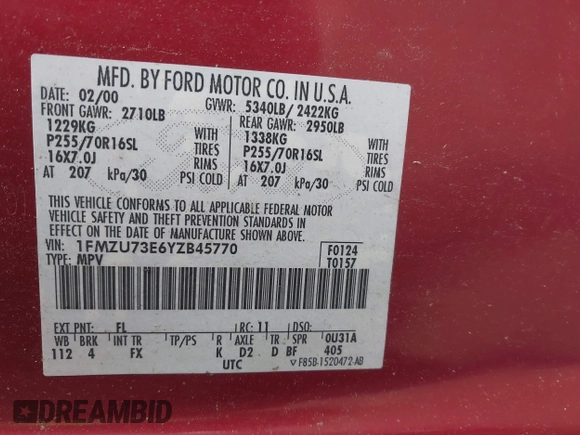 MFD. BY FORD MOTOR CO. IN U.S.A.
DATE: 02/00 GVWR: 5340LB/ 2422KG
FRONT GAWR: 2710LB REAR GAWR: 2950LB
1229KG WITH 1338KG WITH
P255/70R16SL TIRES P255/70R16SL TIRES
16X7.0J RIMS 16X7.0J RIMS
AT 207 kPa/30 PSI COLD AT 207 kPa/30 PSI COLD
THIS VEHICLE CONFORMS TO ALL APPLICABLE FEDERAL MOTOR
VEHICLE SAFETY AND THEFT PREVENTION STANDARDS IN
EFFECT ON THE DATE OF MANUFACTURE SHOWN ABOVE.
VIN: 1FMZU73E6YZB45770 F0124
TYPE: MPV T0157
EXT PNT: FL RC: 11 DSO:
WB BRK INT TR TP/PS R AXLE TR SPR 0U31A
112 4 FX K D2 D BF 405
UTC F85B-1520472-AB
DREAMBID